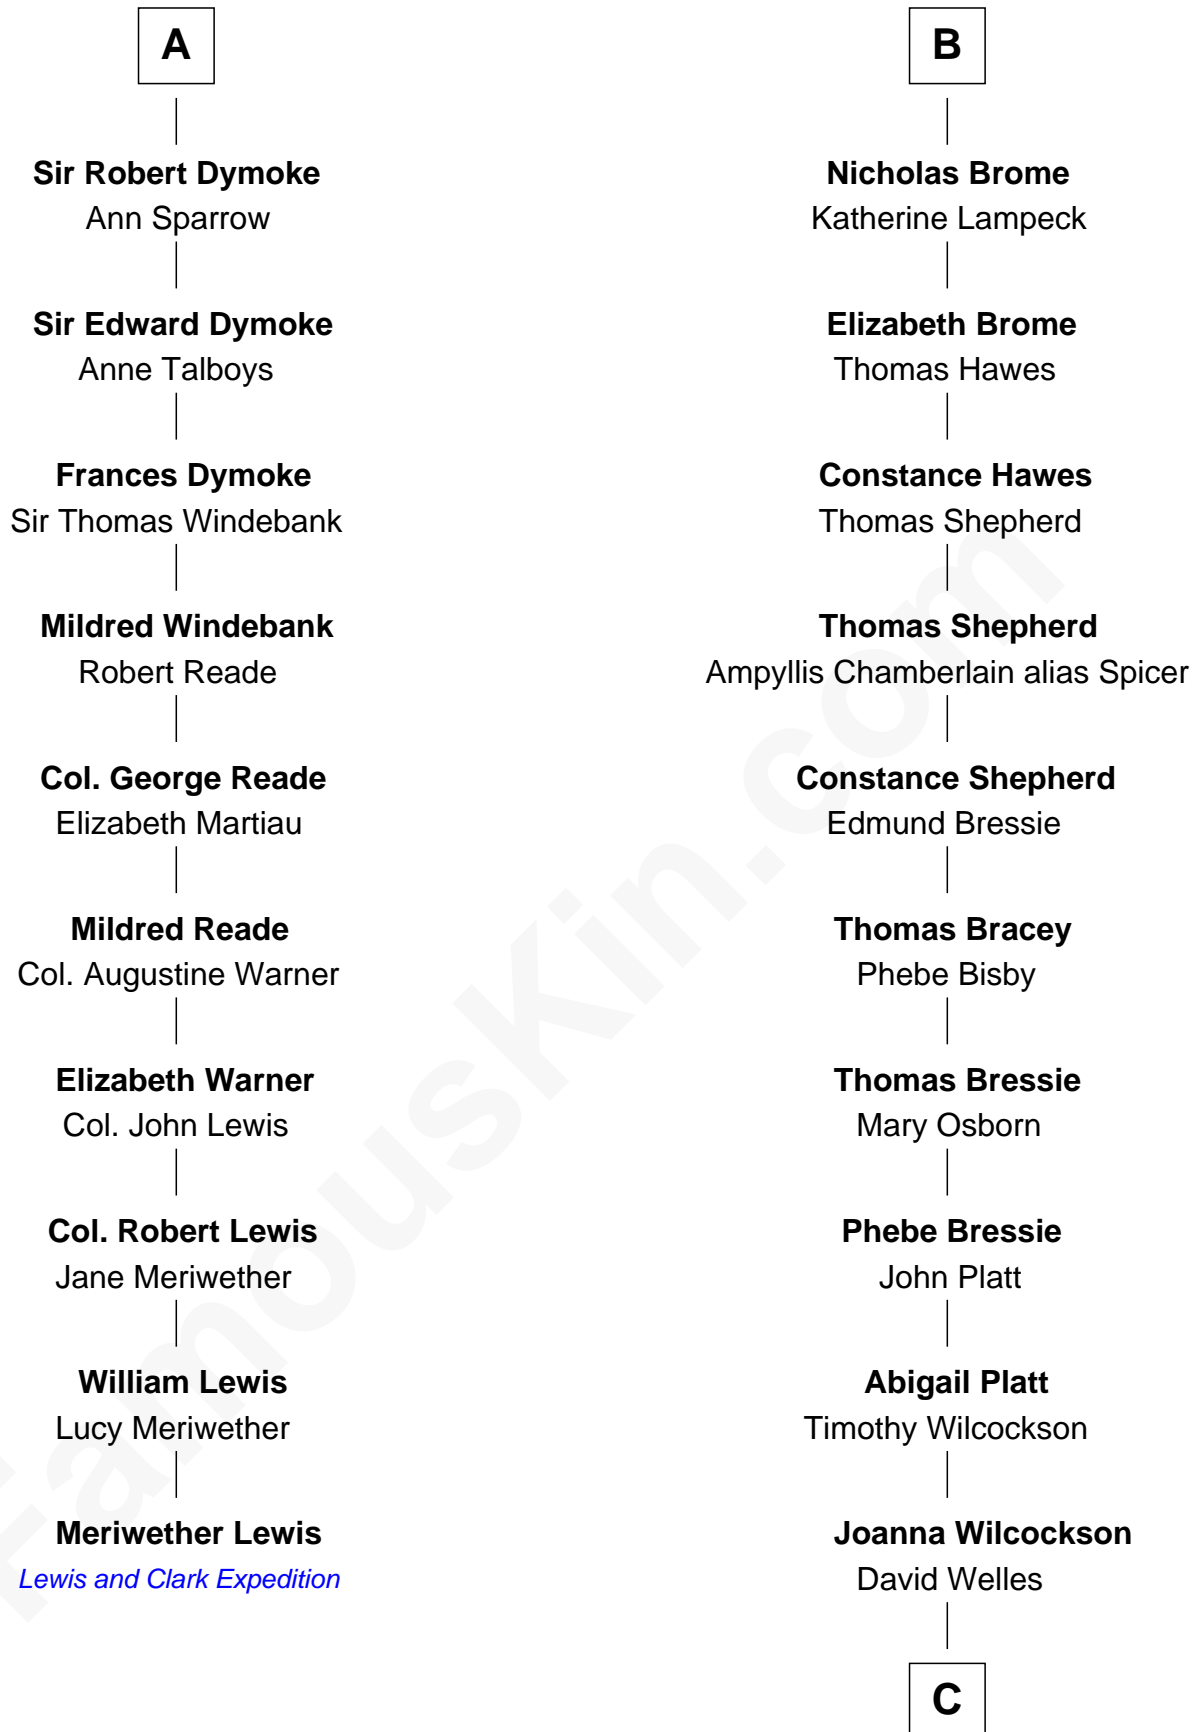 A
Sir Robert Dymoke
Ann Sparrow
Sir Edward Dymoke
Anne Talboys
Frances Dymoke
Sir Thomas Windebank
Mildred Windebank
Robert Reade
Col. George Reade
Elizabeth Martiau
Mildred Reade
Col. Augustine Warner
Elizabeth Warner
Col. John Lewis
Col. Robert Lewis
Jane Meriwether
William Lewis
Lucy Meriwether
Meriwether Lewis
Lewis and Clark Expedition
B
Nicholas Brome
Katherine Lampeck
Elizabeth Brome
Thomas Hawes
Constance Hawes
Thomas Shepherd
Thomas Shepherd
Ampyllis Chamberlain alias Spicer
Constance Shepherd
Edmund Bressie
Thomas Bracey
Phebe Bisby
Thomas Bressie
Mary Osborn
Phebe Bressie
John Platt
Abigail Platt
Timothy Wilcockson
Joanna Wilcockson
David Welles
C
FamousKin.com